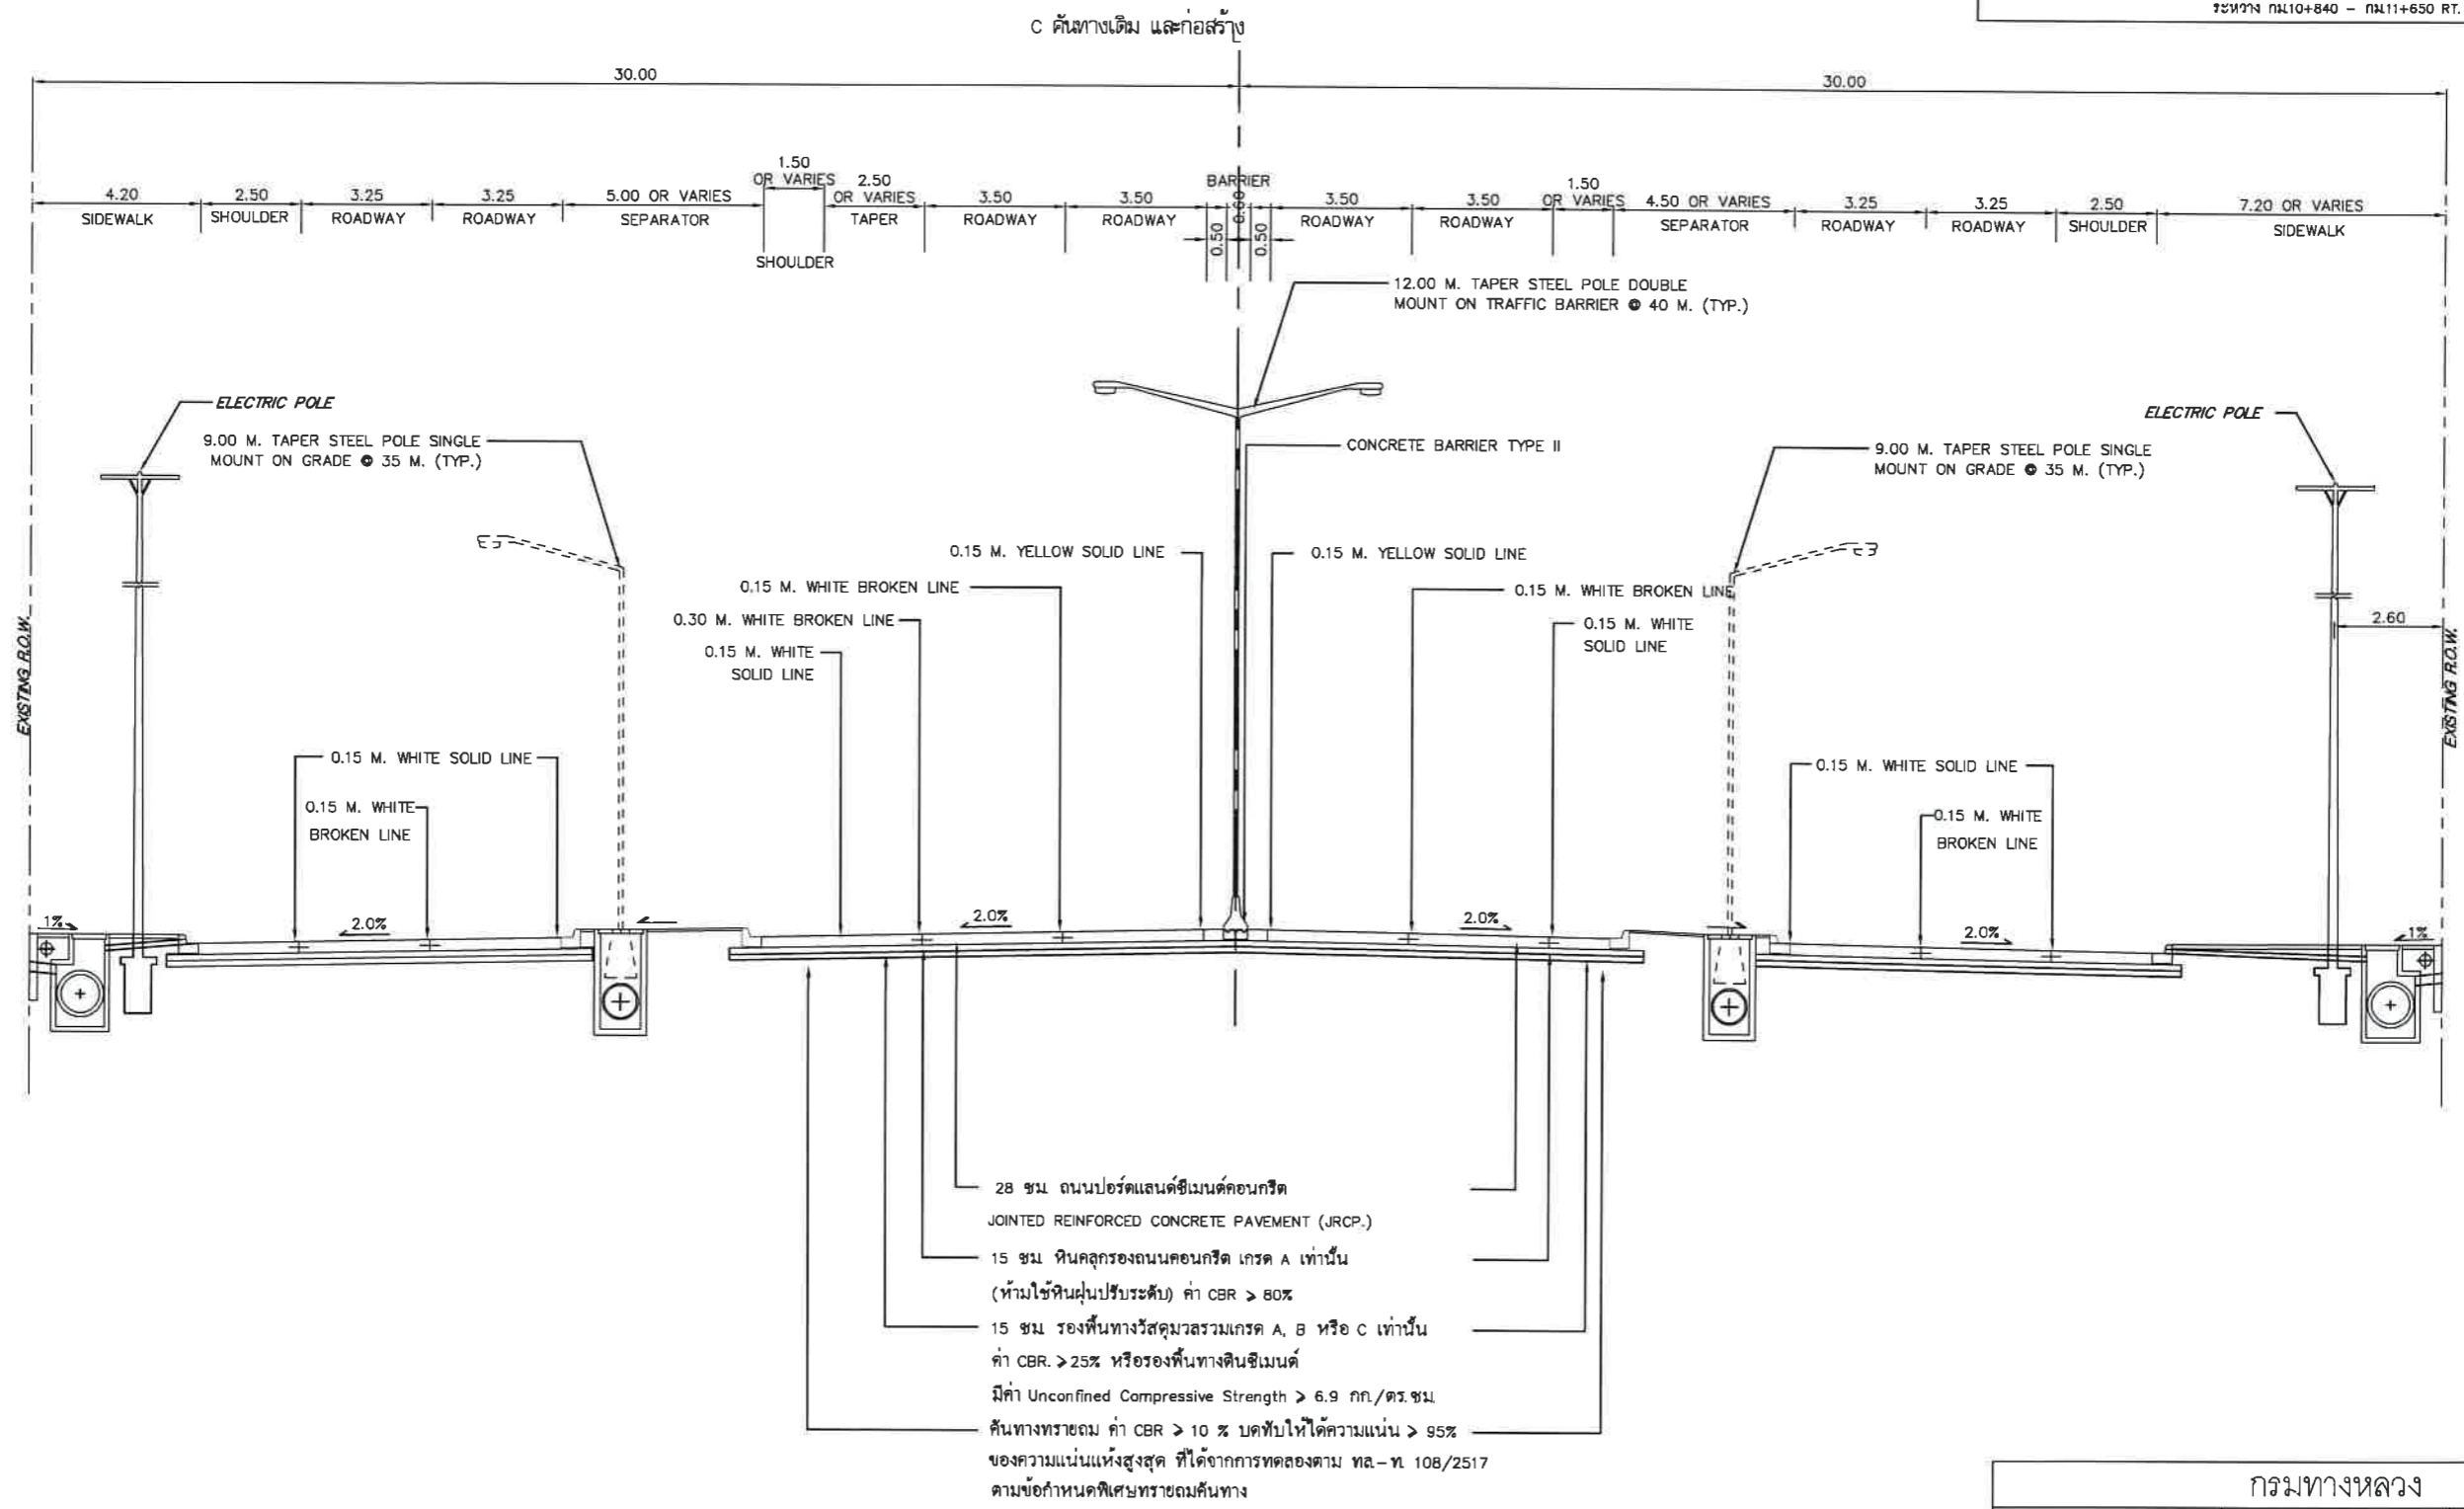 ระหว่าง กม.10+840 - กม.11+650 RT.
C คันทางเดิม และก่อสร้าง
30.00
30.00
4.20
SIDEWALK
2.50
SHOULDER
3.25
ROADWAY
3.25
ROADWAY
5.00 OR VARIES
SEPARATOR
1.50
OR VARIES
SHOULDER
2.50
OR VARIES
TAPER
3.50
ROADWAY
3.50
ROADWAY
0.50
BARRIER
0.60
0.50
3.50
ROADWAY
3.50
ROADWAY
1.50
OR VARIES
4.50 OR VARIES
SEPARATOR
3.25
ROADWAY
3.25
ROADWAY
2.50
SHOULDER
7.20 OR VARIES
SIDEWALK
12.00 M. TAPER STEEL POLE DOUBLE
MOUNT ON TRAFFIC BARRIER @ 40 M. (TYP.)
ELECTRIC POLE
9.00 M. TAPER STEEL POLE SINGLE
MOUNT ON GRADE @ 35 M. (TYP.)
CONCRETE BARRIER TYPE II
ELECTRIC POLE
9.00 M. TAPER STEEL POLE SINGLE
MOUNT ON GRADE @ 35 M. (TYP.)
0.15 M. YELLOW SOLID LINE
0.15 M. YELLOW SOLID LINE
0.15 M. WHITE BROKEN LINE
0.15 M. WHITE BROKEN LINE
0.30 M. WHITE BROKEN LINE
0.15 M. WHITE
SOLID LINE
0.15 M. WHITE
SOLID LINE
2.60
EXISTING R.O.W.
EXISTING R.O.W.
0.15 M. WHITE SOLID LINE
0.15 M. WHITE
BROKEN LINE
0.15 M. WHITE SOLID LINE
0.15 M. WHITE
BROKEN LINE
1%
2.0%
2.0%
2.0%
2.0%
1%
28 ซม. ถนนปอร์ตแลนด์ซีเมนต์คอนกรีต
JOINTED REINFORCED CONCRETE PAVEMENT (JRCP.)
15 ซม. หินคลุกรองถนนคอนกรีต เกรด A เท่านั้น
(ห้ามใช้หินฝุ่นปรับระดับ) ค่า CBR > 80%
15 ซม. รองพื้นทางวัสดุมวลรวมเกรด A, B หรือ C เท่านั้น
ค่า CBR. > 25% หรือรองพื้นทางดินซีเมนต์
มีค่า Unconfined Compressive Strength > 6.9 กก./ตร.ซม.
คันทางทรายถม ค่า CBR > 10 % บดทับให้ได้ความแน่น > 95%
ของความแน่นแห้งสูงสุด ที่ได้จากการทดลองตาม ทล.-ท. 108/2517
ตามข้อกำหนดพิเศษทรายถมคันทาง
กรมทางหลวง